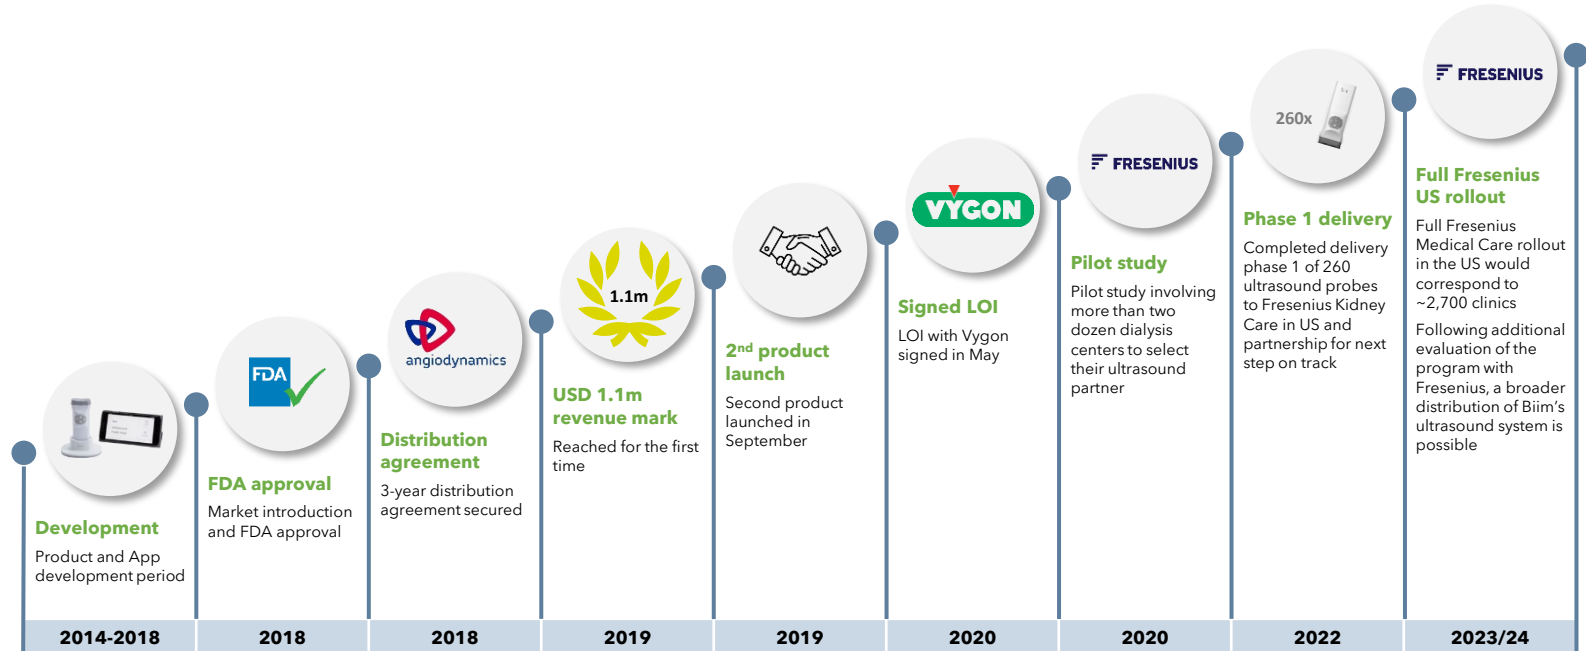 Development
Product and App
development period
2014-2018
FDA
FDA approval
Market introduction
and FDA approval
2018
angiodynamics
Distribution
agreement
3-year distribution
agreement secured
2018
1.1m
USD 1.1m
revenue mark
Reached for the first
time
2019
2nd product
launch
Second product
launched in
September
2019
VYGON
Signed LOI
LOI with Vygon
signed in May
2020
FRESENIUS
Pilot study
Pilot study involving
more than two
dozen dialysis
centers to select
their ultrasound
partner
2020
260x
Phase 1 delivery
Completed delivery
phase 1 of 260
ultrasound probes
to Fresenius Kidney
Care in US and
partnership for next
step on track
2022
FRESENIUS
Full Fresenius
US rollout
Full Fresenius
Medical Care rollout
in the US would
correspond to
~2,700 clinics
Following additional
evaluation of the
program with
Fresenius, a broader
distribution of Biim’s
ultrasound system is
possible
2023/24